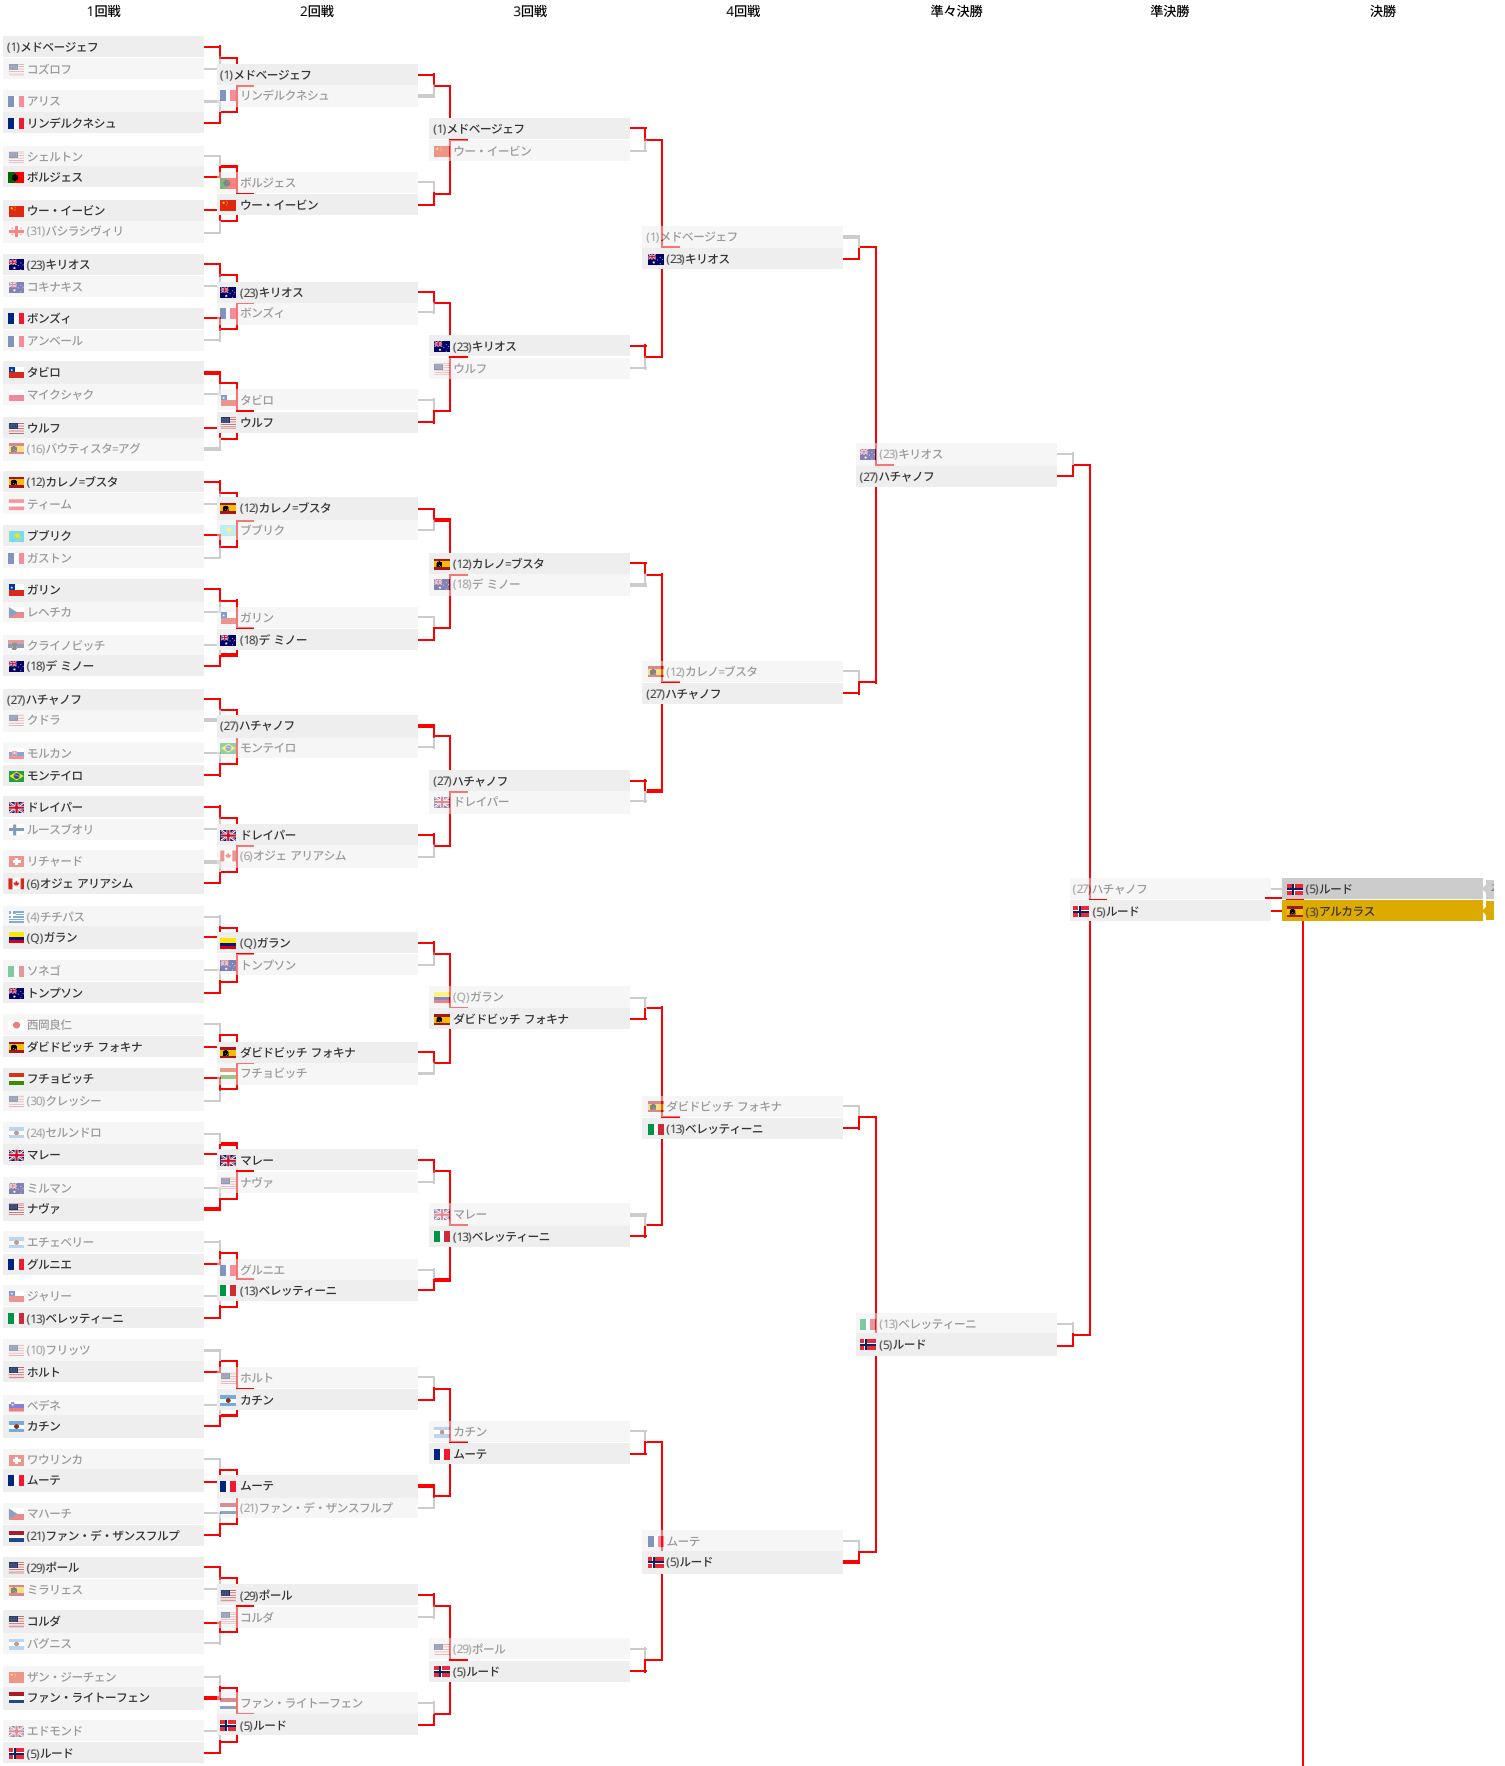 1回戦
2回戦
3回戦
4回戦
準々決勝
準決勝
決勝
(1)メドベージェフ
コズロフ
アリス
リンデルクネシュ
シェルトン
ボルジェス
ウー・イービン
(31)バシラシヴィリ
(23)キリオス
コキナキス
ボンズィ
アンベール
タビロ
マイクシャク
ウルフ
(16)バウティスタ=アグ
(12)カレノ=ブスタ
ティーム
ブブリク
ガストン
ガリン
レヘチカ
クライノビッチ
(18)デ ミノー
(27)ハチャノフ
クドラ
モルカン
モンテイロ
ドレイパー
ルースブオリ
リチャード
(6)オジェ アリアシム
(4)チチパス
(Q)ガラン
ソネゴ
トンプソン
西岡良仁
ダビドビッチ フォキナ
フチョビッチ
(30)クレッシー
(24)セルンドロ
マレー
ミルマン
ナヴァ
エチェベリー
グルニエ
ジャリー
(13)ベレッティーニ
(10)フリッツ
ホルト
ベデネ
カチン
ワウリンカ
ムーテ
マハーチ
(21)ファン・デ・ザンスフルプ
(29)ポール
ミラリェス
コルダ
バグニス
ザン・ジーチェン
ファン・ライトーフェン
エドモンド
(5)ルード
(1)メドベージェフ
リンデルクネシュ
ボルジェス
ウー・イービン
(23)キリオス
ボンズィ
タビロ
ウルフ
(12)カレノ=ブスタ
ブブリク
ガリン
(18)デ ミノー
(27)ハチャノフ
モンテイロ
ドレイパー
(6)オジェ アリアシム
(Q)ガラン
トンプソン
ダビドビッチ フォキナ
フチョビッチ
マレー
ナヴァ
グルニエ
(13)ベレッティーニ
ホルト
カチン
ムーテ
(21)ファン・デ・ザンスフルプ
(29)ポール
コルダ
ファン・ライトーフェン
(5)ルード
(1)メドベージェフ
ウー・イービン
(23)キリオス
ウルフ
(12)カレノ=ブスタ
(18)デ ミノー
(27)ハチャノフ
ドレイパー
(Q)ガラン
ダビドビッチ フォキナ
マレー
(13)ベレッティーニ
カチン
ムーテ
(29)ポール
(5)ルード
(1)メドベージェフ
(23)キリオス
(12)カレノ=ブスタ
(27)ハチャノフ
ダビドビッチ フォキナ
(13)ベレッティーニ
ムーテ
(5)ルード
(23)キリオス
(27)ハチャノフ
(13)ベレッティーニ
(5)ルード
(27)ハチャノフ
(5)ルード
(5)ルード
(3)アルカラス